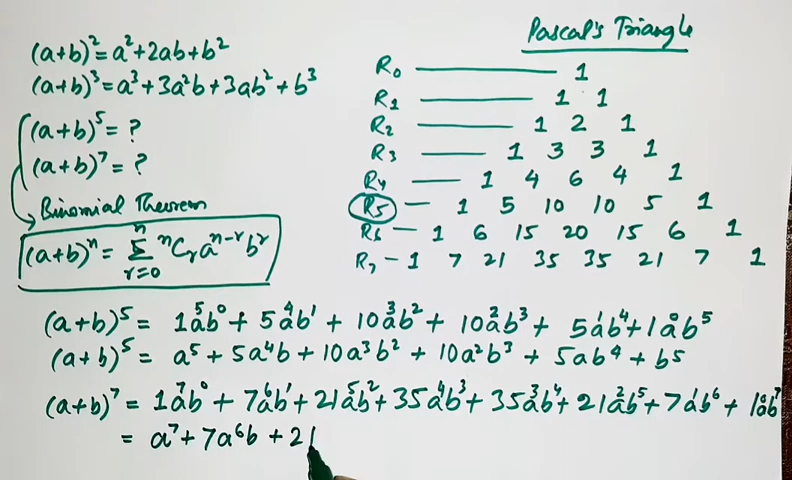 (a+b)² = a² + 2ab + b²
(a+b)³ = a³ + 3a²b + 3ab² + b³
(a+b)⁵ = ?
(a+b)⁷ = ?
Binomial Theorem
(a+b)ⁿ = Σⁿᵣ₌₀ ⁿCᵣ aⁿ⁻ʳ bʳ
Pascal's Triangle
R₀ — 1
R₁ — 1 1
R₂ — 1 2 1
R₃ — 1 3 3 1
R₄ — 1 4 6 4 1
R₅ — 1 5 10 10 5 1
R₆ — 1 6 15 20 15 6 1
R₇ — 1 7 21 35 35 21 7 1
(a+b)⁵ = 1a⁵b⁰ + 5a⁴b¹ + 10a³b² + 10a²b³ + 5a¹b⁴ + 1a⁰b⁵
(a+b)⁵ = a⁵ + 5a⁴b + 10a³b² + 10a²b³ + 5ab⁴ + b⁵
(a+b)⁷ = 1a⁷b⁰ + 7a⁶b¹ + 21a⁵b² + 35a⁴b³ + 35a³b⁴ + 21a²b⁵ + 7a¹b⁶ + 1a⁰b⁷
= a⁷ + 7a⁶b + 21